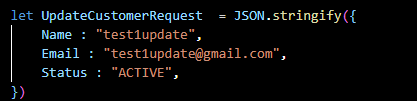 let UpdateCustomerRequest  = JSON.stringify({
    Name : "test1update",
    Email : "test1update@gmail.com",
    Status : "ACTIVE",
})